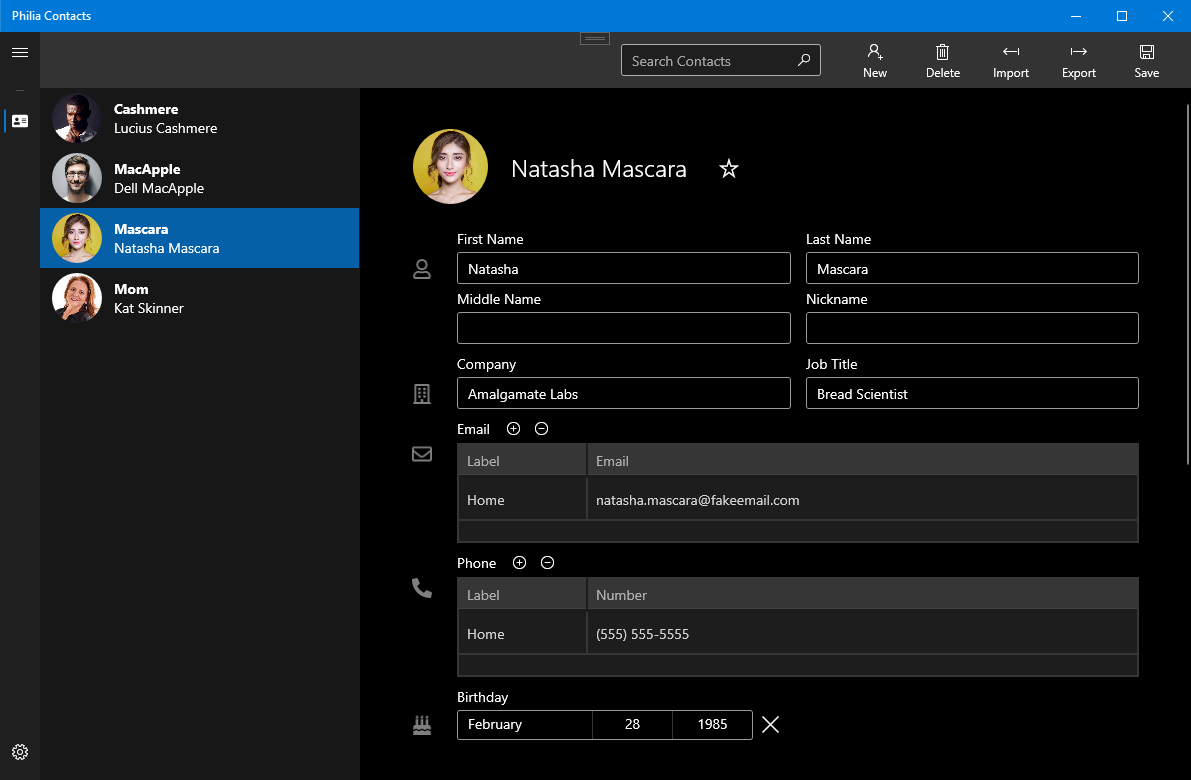 Philia Contacts
Search Contacts
New
Delete
Import
Export
Save
Cashmere
Lucius Cashmere
MacApple
Dell MacApple
Mascara
Natasha Mascara
Mom
Kat Skinner
Natasha Mascara
First Name
Last Name
Natasha
Mascara
Middle Name
Nickname
Company
Job Title
Amalgamate Labs
Bread Scientist
Email
Label
Email
Home
natasha.mascara@fakeemail.com
Phone
Label
Number
Home
(555) 555-5555
Birthday
February 28 1985